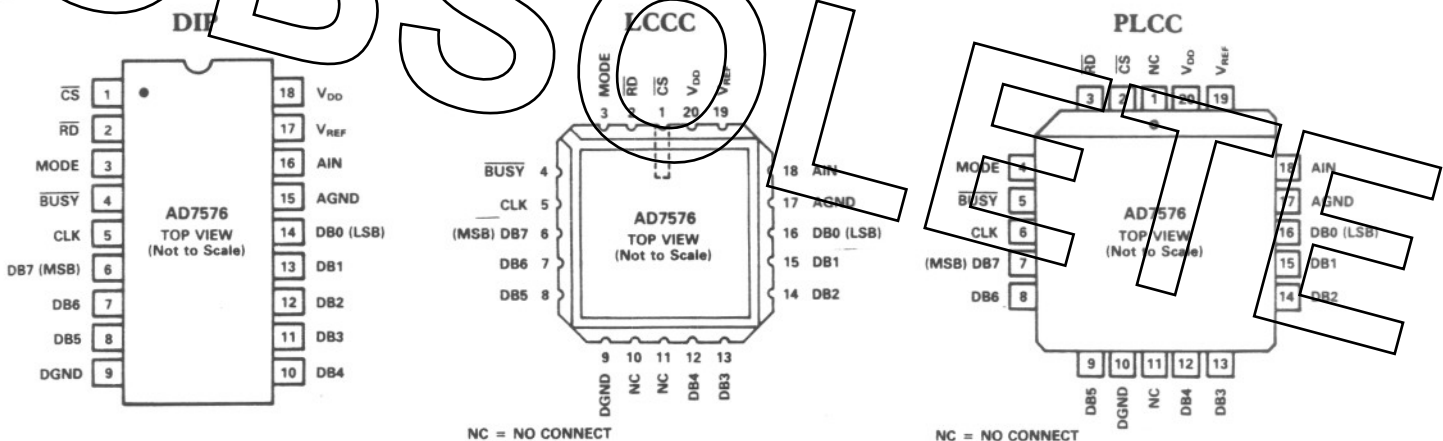 OBSOLETE
DIP
CS 1
RD 2
MODE 3
BUSY 4
CLK 5
DB7 (MSB) 6
DB6 7
DB5 8
DGND 9
AD7576
TOP VIEW
(Not to Scale)
18 VDD
17 VREF
16 AIN
15 AGND
14 DB0 (LSB)
13 DB1
12 DB2
11 DB3
10 DB4
LCCC
MODE RD CS VDD VREF
3 2 1 20 19
BUSY 4
CLK 5
(MSB) DB7 6
DB6 7
DB5 8
AD7576
TOP VIEW
(Not to Scale)
18 AIN
17 AGND
16 DB0 (LSB)
15 DB1
14 DB2
9 10 11 12 13
DGND NC NC DB4 DB3
NC = NO CONNECT
PLCC
RD CS NC VDD VREF
3 2 1 20 19
MODE 4
BUSY 5
CLK 6
(MSB) DB7 7
DB6 8
AD7576
TOP VIEW
(Not to Scale)
18 AIN
17 AGND
16 DB0 (LSB)
15 DB1
14 DB2
9 10 11 12 13
DB5 DGND NC DB4 DB3
NC = NO CONNECT